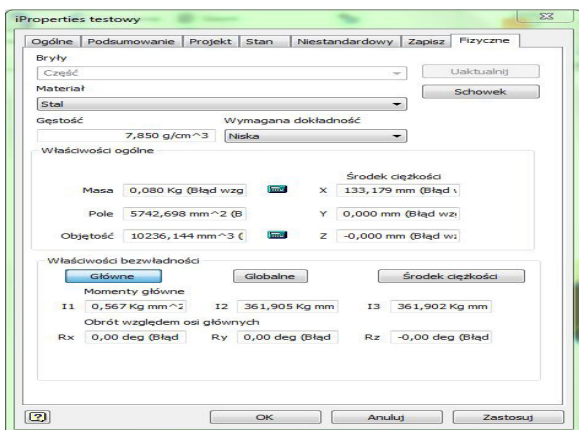 iProperties testowy
Ogólne Podsumowanie Projekt Stan Niestandardowy Zapisz Fizyczne
Bryły
Część Uaktualnij
Materiał
Stal Schowek
Gęstość Wymagana dokładność
7,850 g/cm^3 Niska
Właściwości ogólne
Środek ciężkości
Masa 0,080 Kg (Błąd wzg X 133,179 mm (Błąd
Pole 5742,698 mm^2 (B Y 0,000 mm (Błąd wz
Objętość 10236,144 mm^3 ( Z -0,000 mm (Błąd wz
Właściwości bezwładności
Główne Globalne Środek ciężkości
Momenty główne
I1 0,567 Kg mm^2 I2 361,905 Kg mm I3 361,902 Kg mm
Obrót względem osi głównych
Rx 0,00 deg (Błąd Ry 0,00 deg (Błąd Rz -0,00 deg (Błąd
OK Anuluj Zastosuj